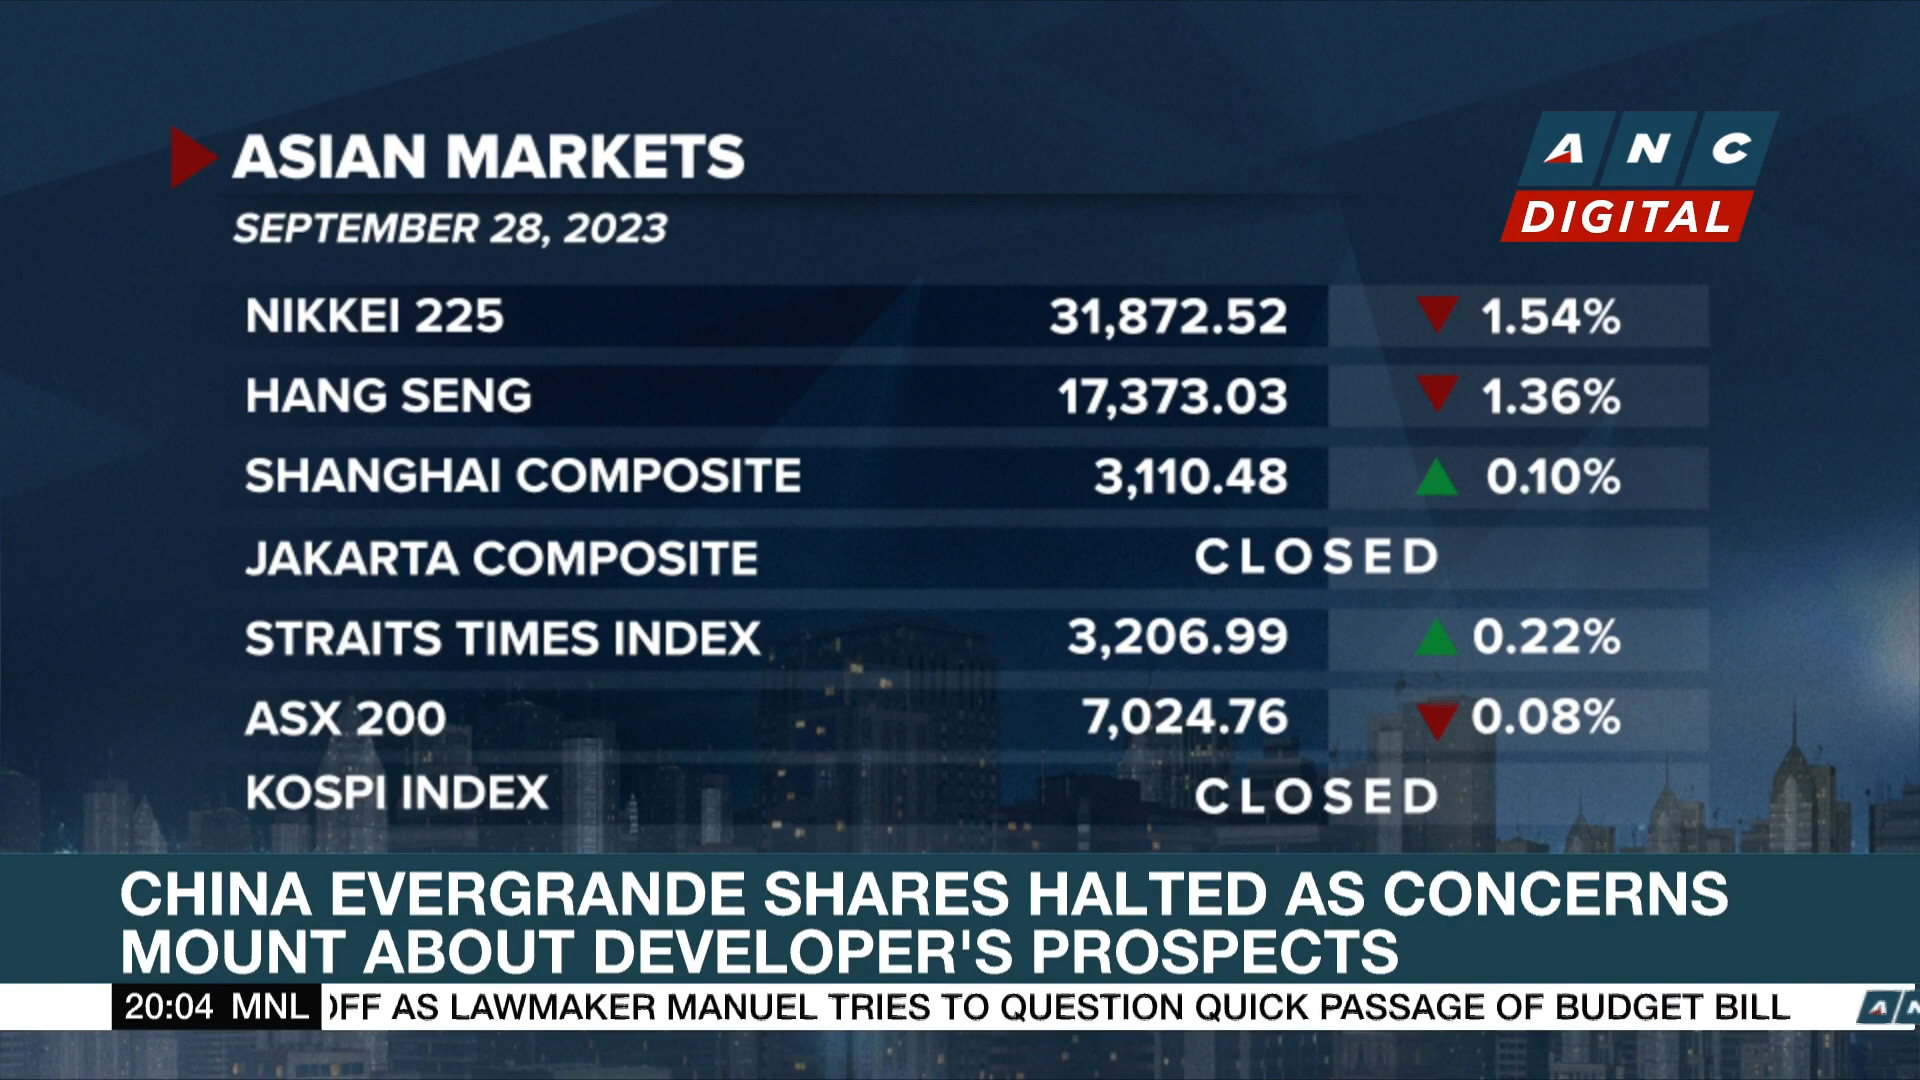 ASIAN MARKETS
SEPTEMBER 28, 2023
ANC
DIGITAL
NIKKEI 225 31,872.52 ▼ 1.54%
HANG SENG 17,373.03 ▼ 1.36%
SHANGHAI COMPOSITE 3,110.48 ▲ 0.10%
JAKARTA COMPOSITE CLOSED
STRAITS TIMES INDEX 3,206.99 ▲ 0.22%
ASX 200 7,024.76 ▼ 0.08%
KOSPI INDEX CLOSED
CHINA EVERGRANDE SHARES HALTED AS CONCERNS
MOUNT ABOUT DEVELOPER'S PROSPECTS
20:04 MNL AS LAWMAKER MANUEL TRIES TO QUESTION QUICK PASSAGE OF BUDGET BILL